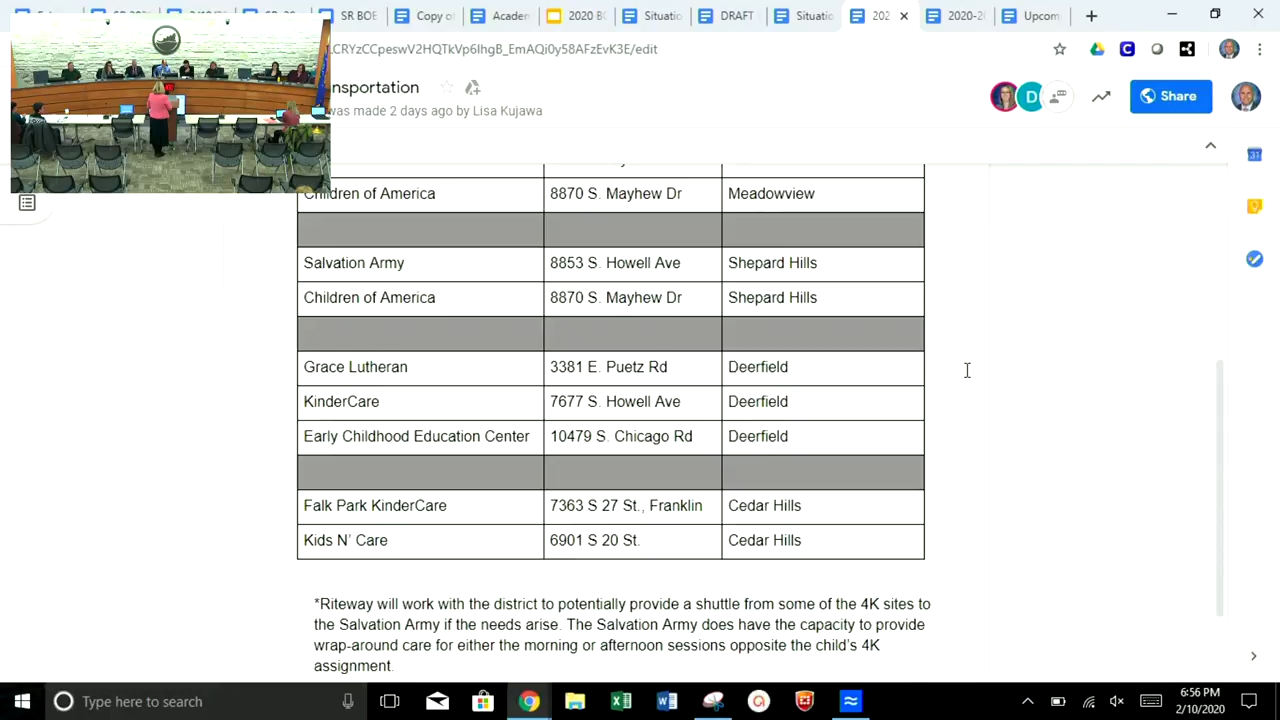 SR BOE
Copy o
Acaden
2020 BO
Situatio
DRAFT
Situatio
202
2020-2
Upcom
CRYzCCpeswV2HQTkVp6IhgB_EmAQi0y58AFzEvK3E/edit
nsportation
was made 2 days ago by Lisa Kujawa
D
Share
Children of America 8870 S. Mayhew Dr Meadowview
Salvation Army 8853 S. Howell Ave Shepard Hills
Children of America 8870 S. Mayhew Dr Shepard Hills
Grace Lutheran 3381 E. Puetz Rd Deerfield
KinderCare 7677 S. Howell Ave Deerfield
Early Childhood Education Center 10479 S. Chicago Rd Deerfield
Falk Park KinderCare 7363 S 27 St., Franklin Cedar Hills
Kids N' Care 6901 S 20 St. Cedar Hills
*Riteway will work with the district to potentially provide a shuttle from some of the 4K sites to
the Salvation Army if the needs arise. The Salvation Army does have the capacity to provide
wrap-around care for either the morning or afternoon sessions opposite the child's 4K
assignment.
Type here to search
6:56 PM
2/10/2020